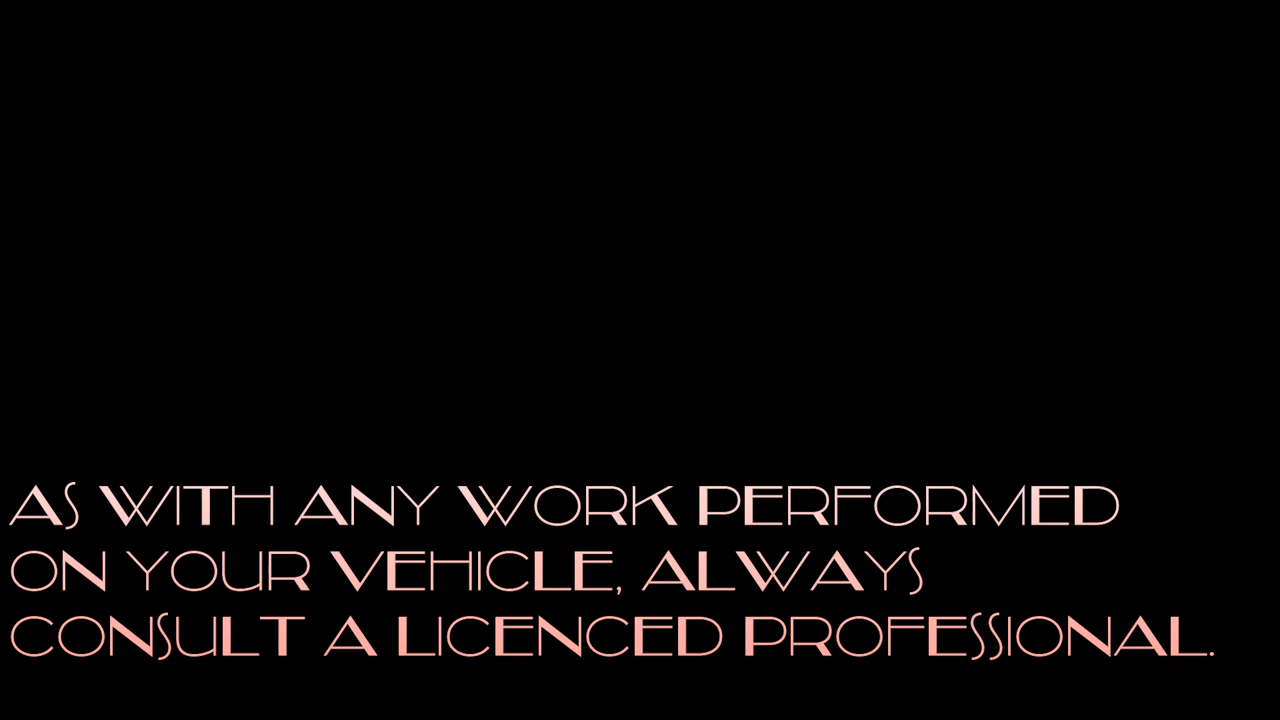 AS WITH ANY WORK PERFORMED
ON YOUR VEHICLE, ALWAYS
CONSULT A LICENCED PROFESSIONAL.